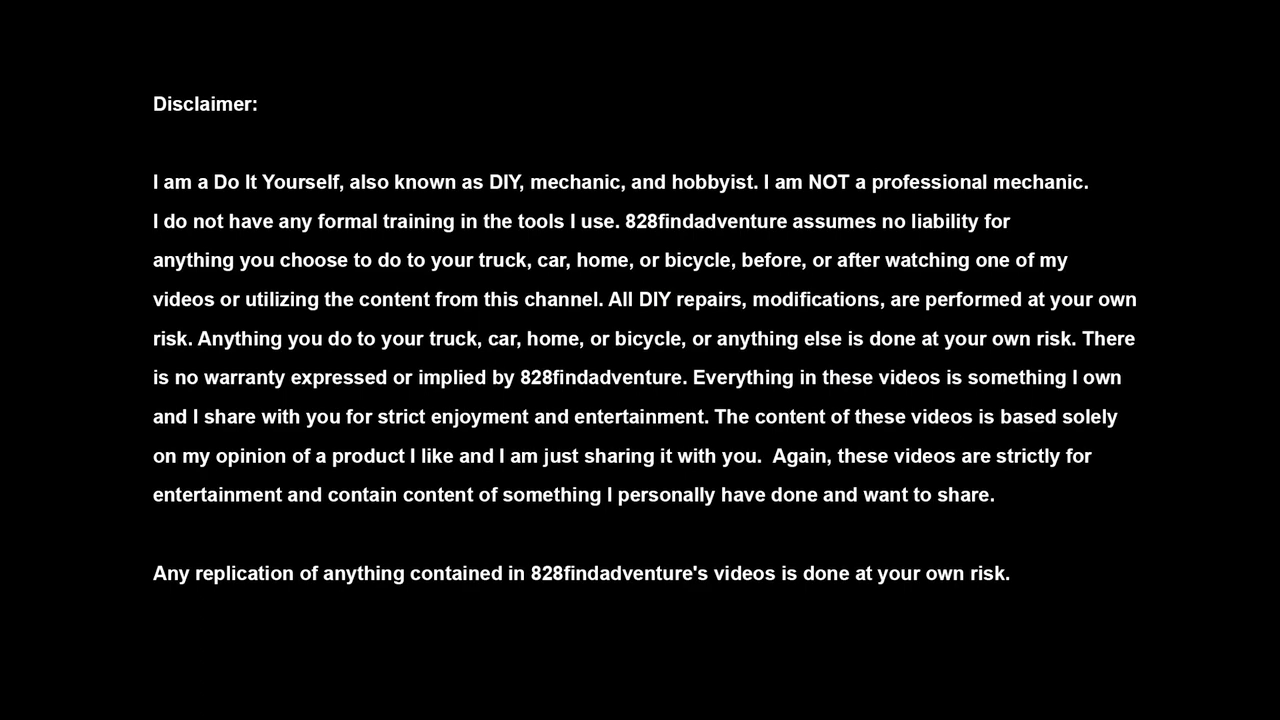 Disclaimer:
I am a Do It Yourself, also known as DIY, mechanic, and hobbyist. I am NOT a professional mechanic.
I do not have any formal training in the tools I use. 828findadventure assumes no liability for
anything you choose to do to your truck, car, home, or bicycle, before, or after watching one of my
videos or utilizing the content from this channel. All DIY repairs, modifications, are performed at your own
risk. Anything you do to your truck, car, home, or bicycle, or anything else is done at your own risk. There
is no warranty expressed or implied by 828findadventure. Everything in these videos is something I own
and I share with you for strict enjoyment and entertainment. The content of these videos is based solely
on my opinion of a product I like and I am just sharing it with you.  Again, these videos are strictly for
entertainment and contain content of something I personally have done and want to share.
Any replication of anything contained in 828findadventure's videos is done at your own risk.